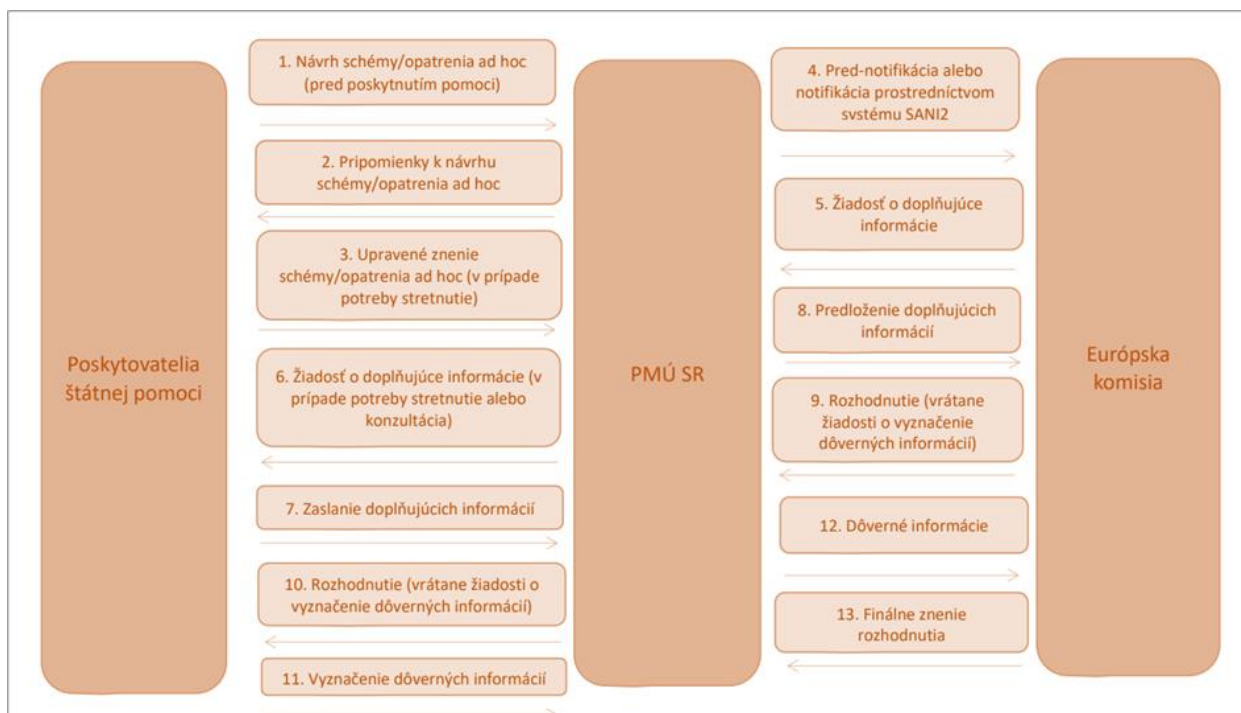 Poskytovatelia
štátnej pomoci
1. Návrh schémy/opatrenia ad hoc
(pred poskytnutím pomoci)
2. Pripomienky k návrhu
schémy/opatrenia ad hoc
3. Upravené znenie
schémy/opatrenia ad hoc (v prípade
potreby stretnutie)
6. Žiadosť o doplňujúce informácie (v
prípade potreby stretnutie alebo
konzultácia)
7. Zaslanie doplňujúcich informácií
10. Rozhodnutie (vrátane žiadosti o
vyznačenie dôverných informácií)
11. Vyznačenie dôverných informácií
PMÚ SR
4. Pred-notifikácia alebo
notifikácia prostredníctvom
systému SANI2
5. Žiadosť o doplňujúce
informácie
8. Predloženie doplňujúcich
informácií
9. Rozhodnutie (vrátane
žiadosti o vyznačenie
dôverných informácií)
12. Dôverné informácie
13. Finálne znenie
rozhodnutia
Európska
komisia